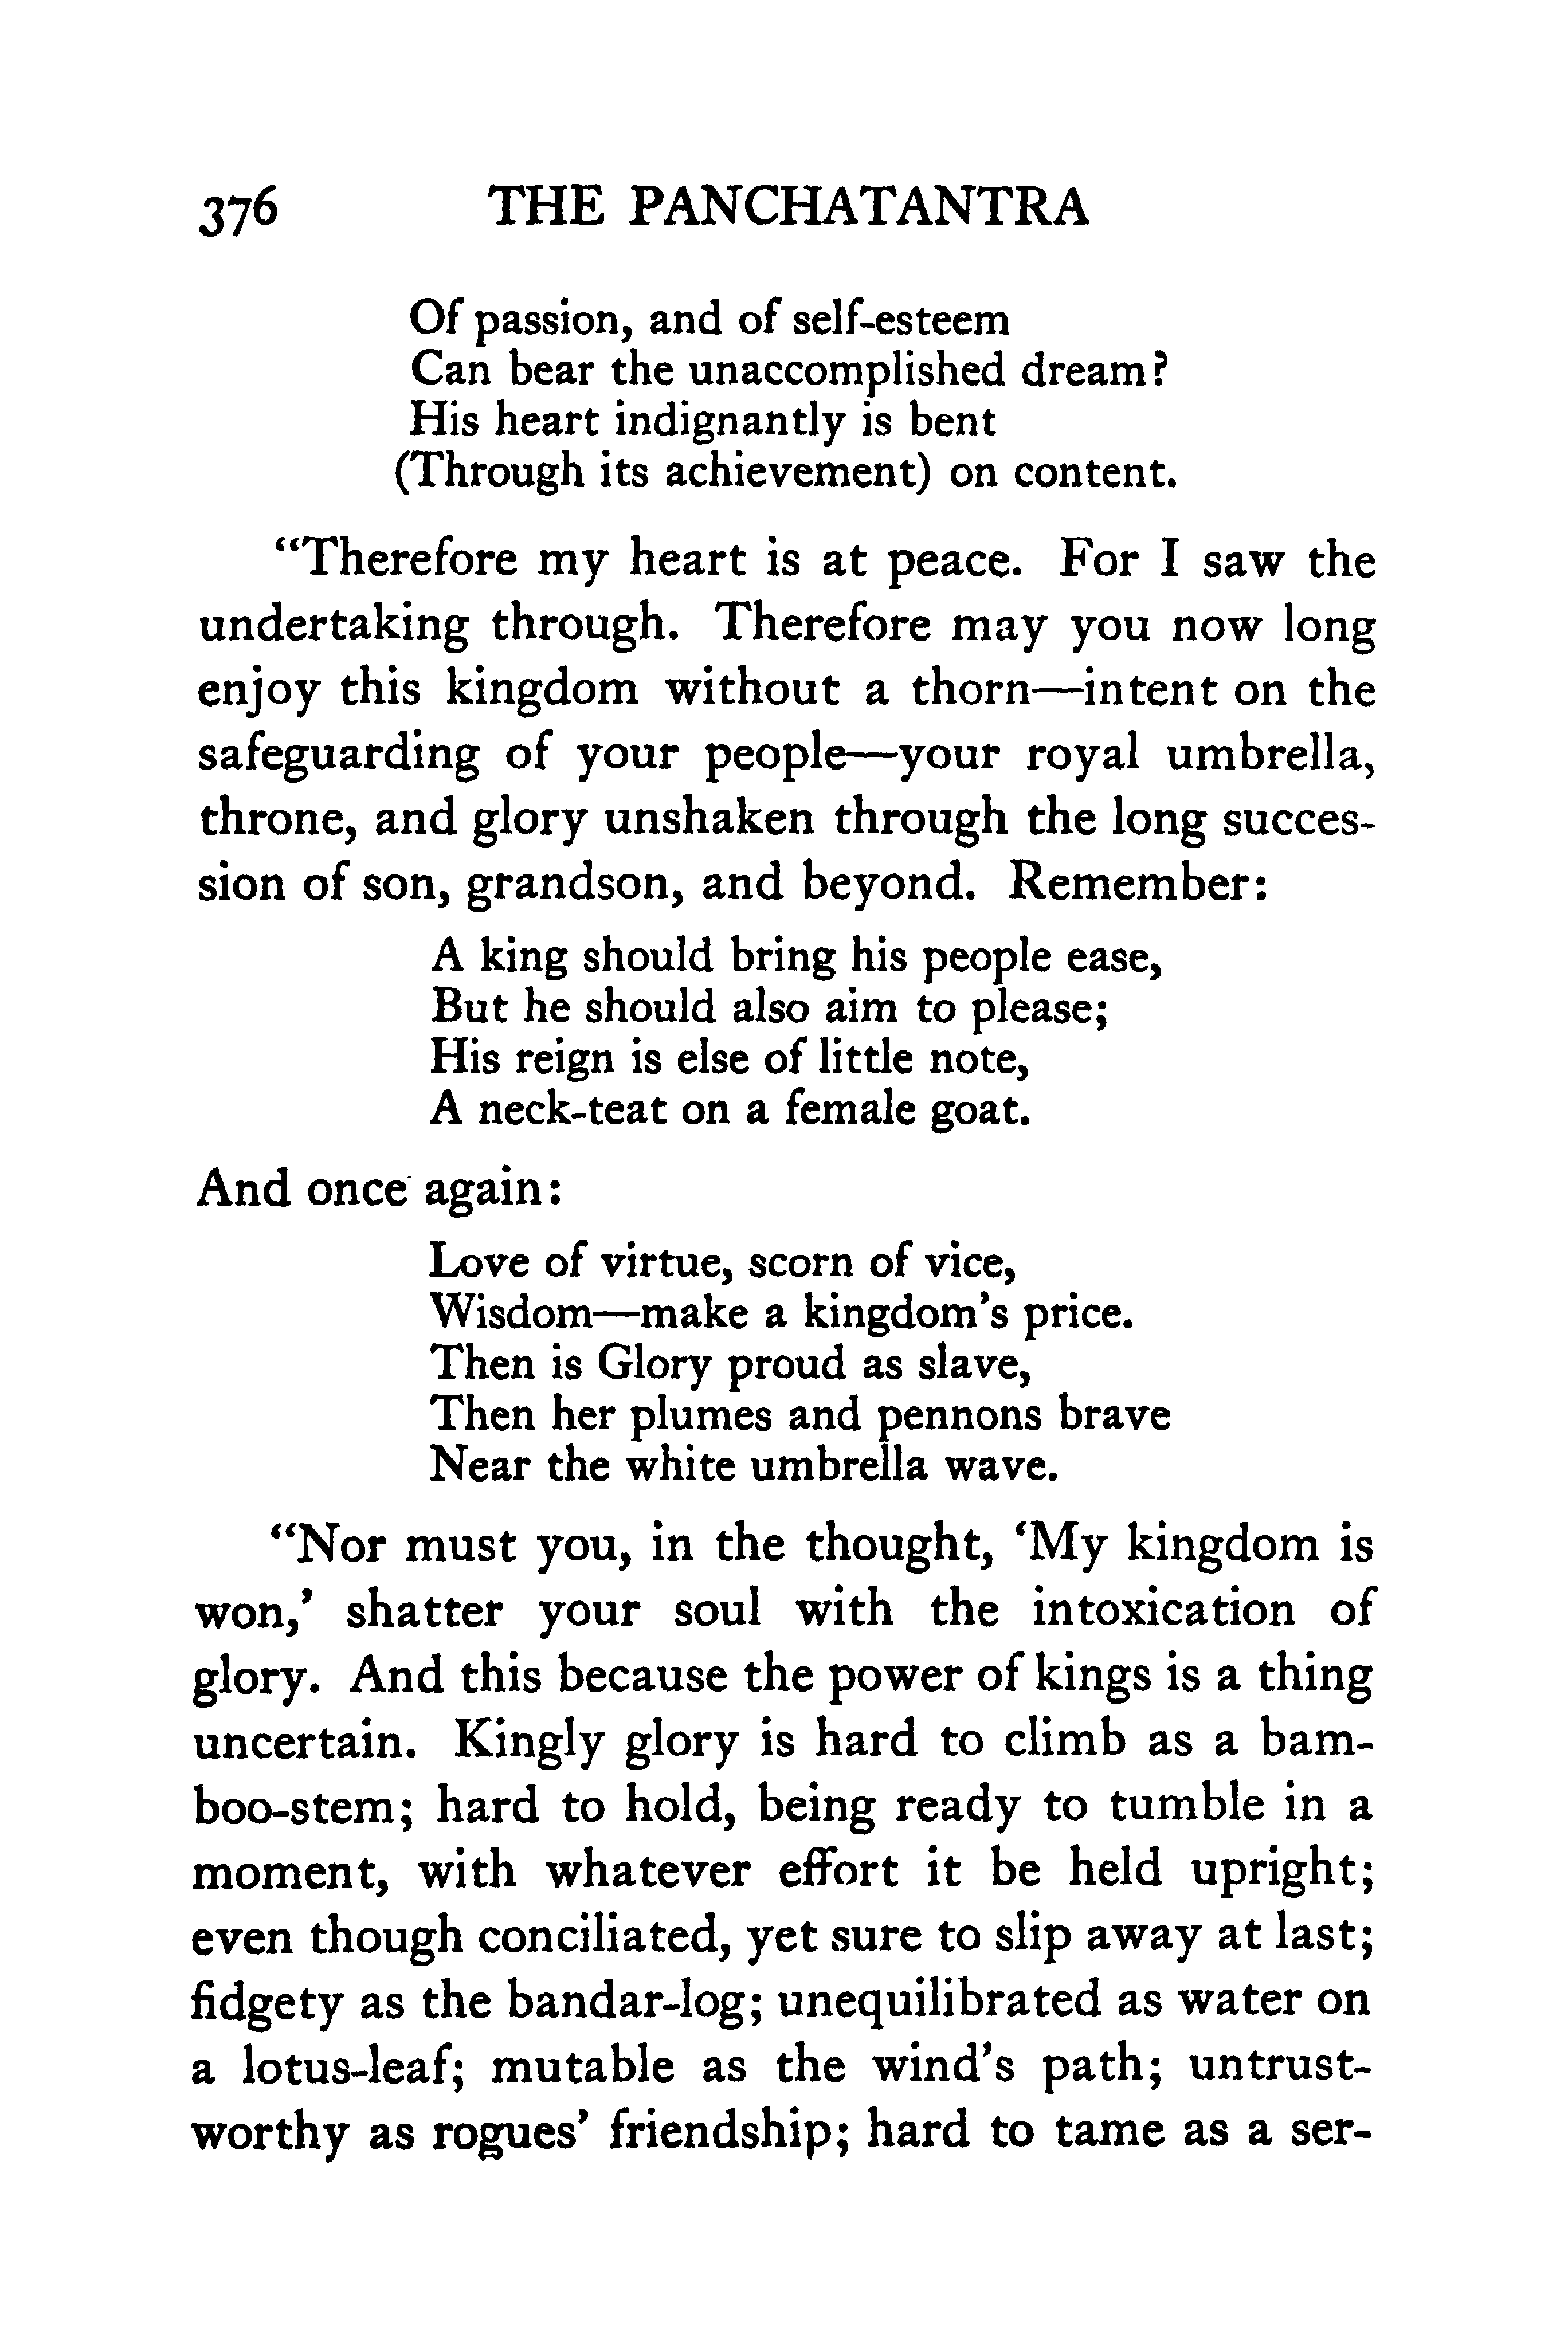 376 THE PANCHATANTRA
Of passion, and of self-esteem
Can bear the unaccomplished dream?
His heart indignantly is bent
(Through its achievement) on content.
"Therefore my heart is at peace. For I saw the
undertaking through. Therefore may you now long
enjoy this kingdom without a thorn—intent on the
safeguarding of your people—your royal umbrella,
throne, and glory unshaken through the long succes-
sion of son, grandson, and beyond. Remember:
A king should bring his people ease,
But he should also aim to please;
His reign is else of little note,
A neck-teat on a female goat.
And once again:
Love of virtue, scorn of vice,
Wisdom—make a kingdom's price.
Then is Glory proud as slave,
Then her plumes and pennons brave
Near the white umbrella wave.
"Nor must you, in the thought, 'My kingdom is
won,' shatter your soul with the intoxication of
glory. And this because the power of kings is a thing
uncertain. Kingly glory is hard to climb as a bam-
boo-stem; hard to hold, being ready to tumble in a
moment, with whatever effort it be held upright;
even though conciliated, yet sure to slip away at last;
fidgety as the bandar-log; unequilibrated as water on
a lotus-leaf; mutable as the wind's path; untrust-
worthy as rogues' friendship; hard to tame as a ser-